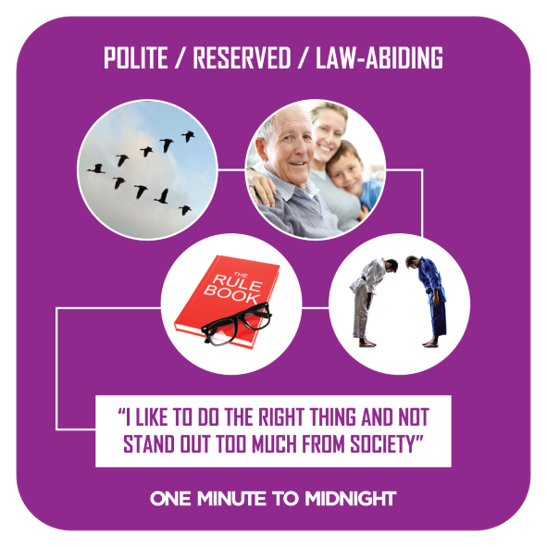 POLITE / RESERVED / LAW-ABIDING
THE
RULE
BOOK
“I LIKE TO DO THE RIGHT THING AND NOT
STAND OUT TOO MUCH FROM SOCIETY”
ONE MINUTE TO MIDNIGHT